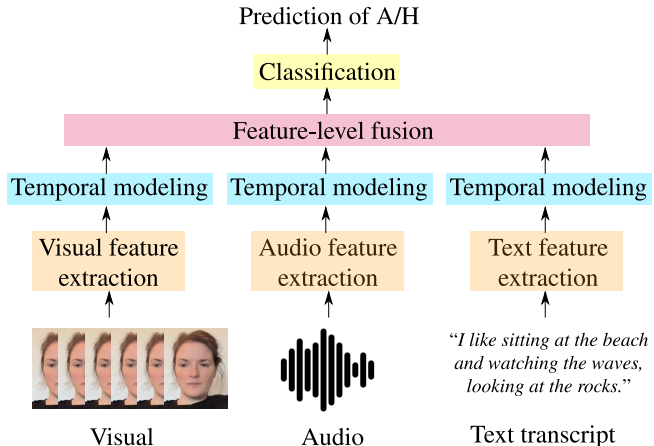 Prediction of A/H
Classification
Feature-level fusion
Temporal modeling
Temporal modeling
Temporal modeling
Visual feature
extraction
Audio feature
extraction
Text feature
extraction
“I like sitting at the beach
and watching the waves,
looking at the rocks.”
Visual
Audio
Text transcript